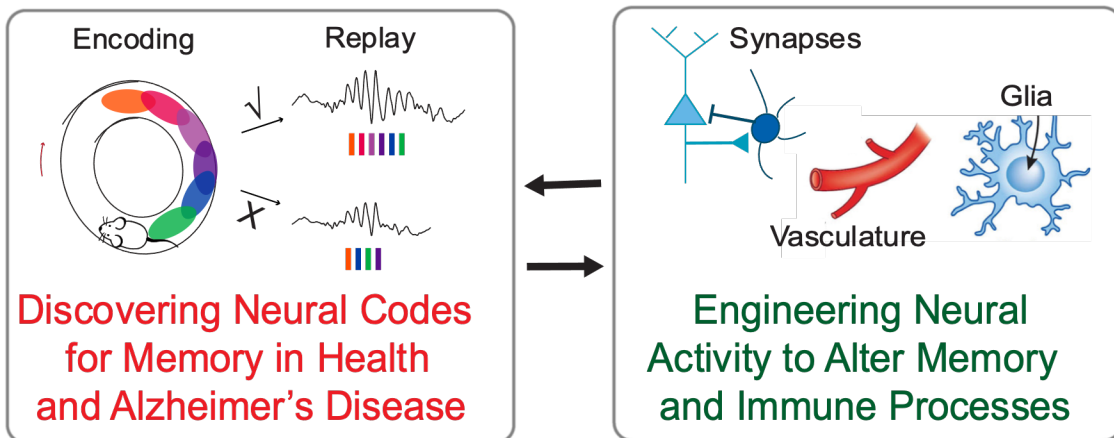 Encoding
Replay
√
X
Discovering Neural Codes
for Memory in Health
and Alzheimer's Disease
Synapses
Glia
Vasculature
Engineering Neural
Activity to Alter Memory
and Immune Processes